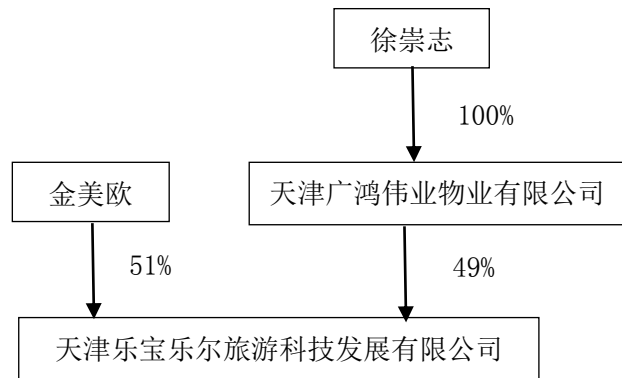 徐崇志
100%
金美欧
天津广鸿伟业物业有限公司
51%
49%
天津乐宝乐尔旅游科技发展有限公司